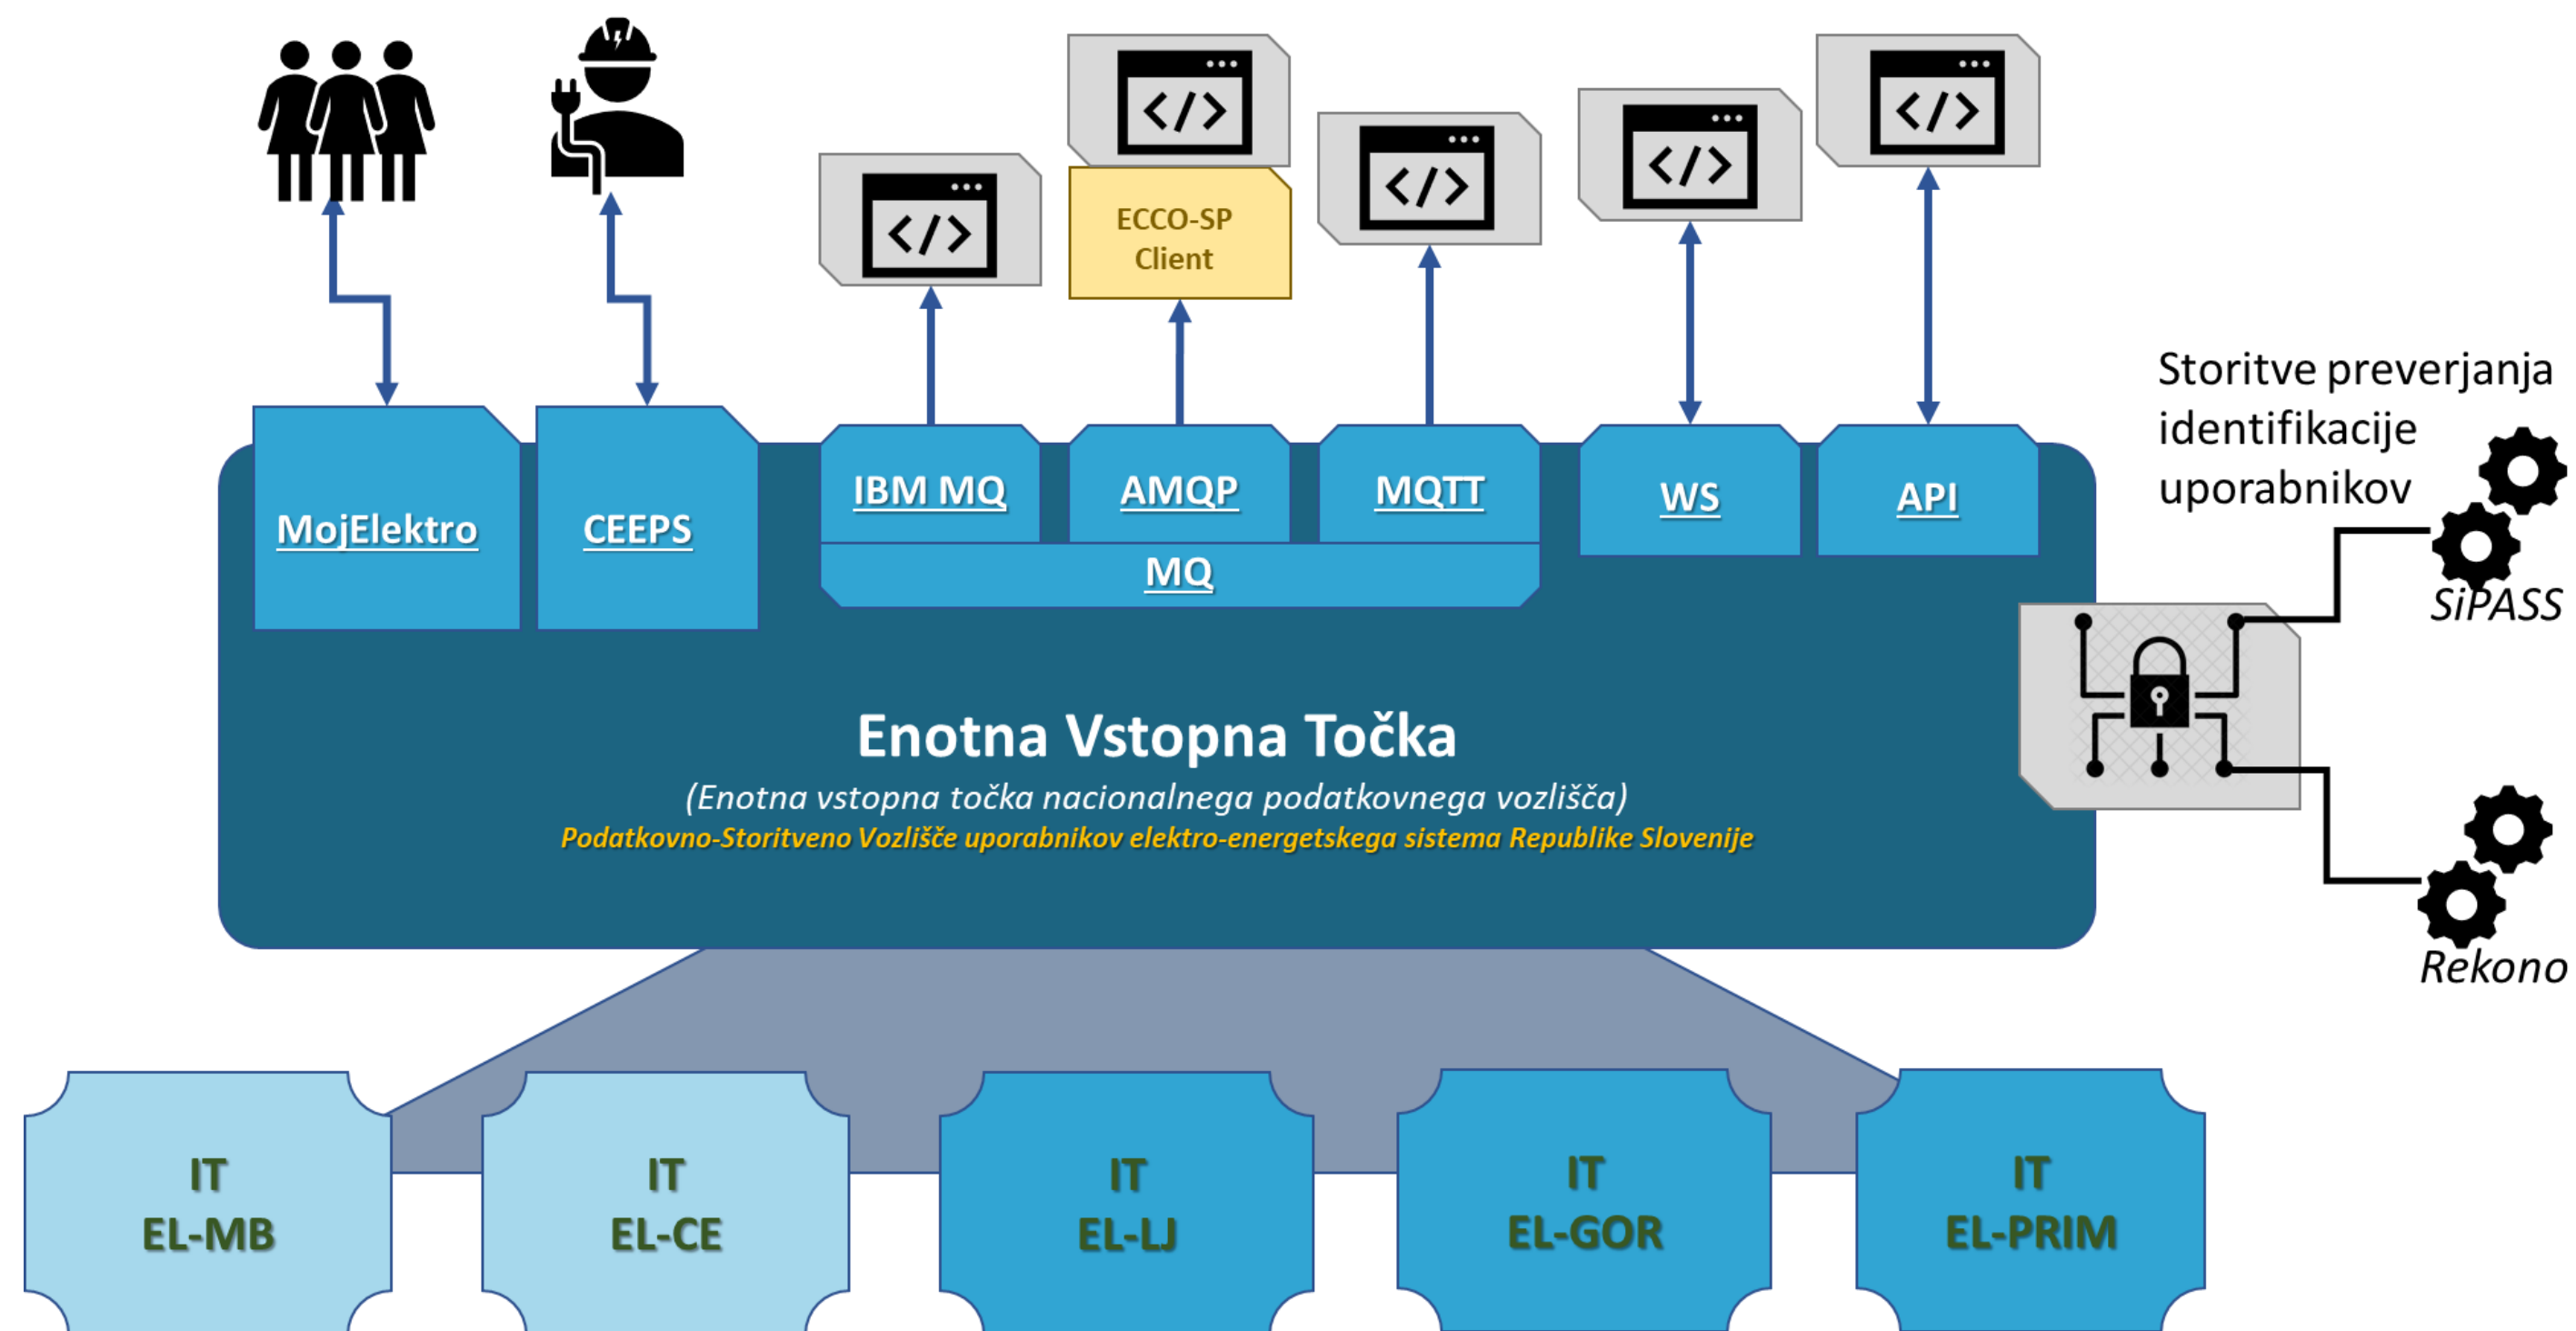 ECCO-SP
Client
Storitve preverjanja
identifikacije
uporabnikov
MojElektro
CEEPS
IBM MQ
AMQP
MQTT
MQ
WS
API
SiPASS
Enotna Vstopna Točka
(Enotna vstopna točka nacionalnega podatkovnega vozlišča)
Podatkovno-Storitveno Vozlišče uporabnikov elektro-energetskega sistema Republike Slovenije
Rekono
IT
EL-MB
IT
EL-CE
IT
EL-LJ
IT
EL-GOR
IT
EL-PRIM